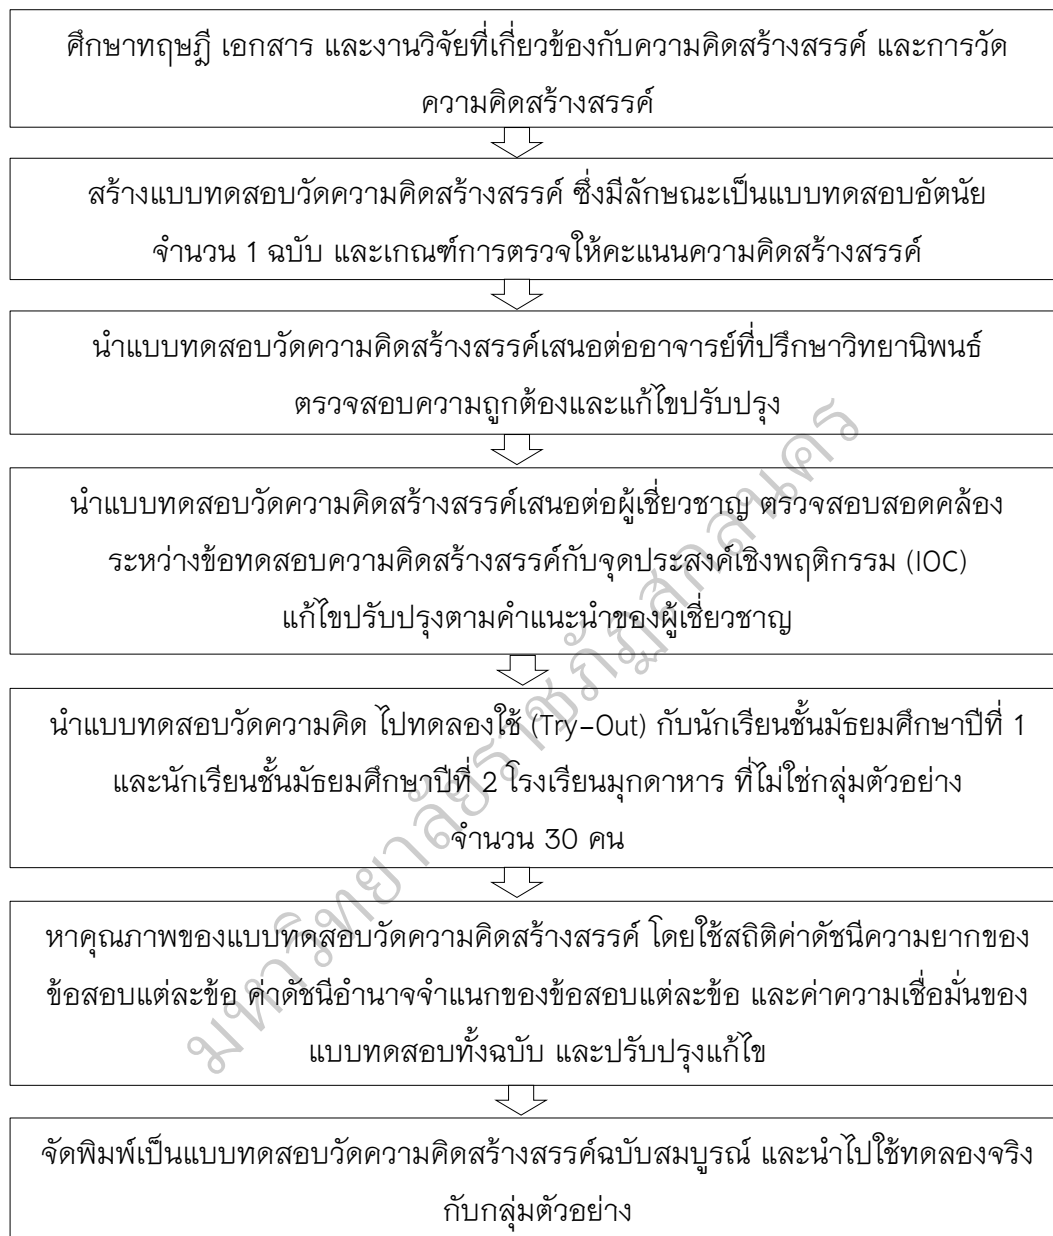 ศึกษาทฤษฎี เอกสาร และงานวิจัยที่เกี่ยวข้องกับความคิดสร้างสรรค์ และการวัด
ความคิดสร้างสรรค์
สร้างแบบทดสอบวัดความคิดสร้างสรรค์ ซึ่งมีลักษณะเป็นแบบทดสอบอัตนัย
จำนวน 1 ฉบับ และเกณฑ์การตรวจให้คะแนนความคิดสร้างสรรค์
นำแบบทดสอบวัดความคิดสร้างสรรค์เสนอต่ออาจารย์ที่ปรึกษาวิทยานิพนธ์
ตรวจสอบความถูกต้องและแก้ไขปรับปรุง
นำแบบทดสอบวัดความคิดสร้างสรรค์เสนอต่อผู้เชี่ยวชาญ ตรวจสอบสอดคล้อง
ระหว่างข้อทดสอบความคิดสร้างสรรค์กับจุดประสงค์เชิงพฤติกรรม (IOC)
แก้ไขปรับปรุงตามคำแนะนำของผู้เชี่ยวชาญ
นำแบบทดสอบวัดความคิด ไปทดลองใช้ (Try-Out) กับนักเรียนชั้นมัธยมศึกษาปีที่ 1
และนักเรียนชั้นมัธยมศึกษาปีที่ 2 โรงเรียนมุกดาหาร ที่ไม่ใช่กลุ่มตัวอย่าง
จำนวน 30 คน
หาคุณภาพของแบบทดสอบวัดความคิดสร้างสรรค์ โดยใช้สถิติค่าดัชนีความยากของ
ข้อสอบแต่ละข้อ ค่าดัชนีอำนาจจำแนกของข้อสอบแต่ละข้อ และค่าความเชื่อมั่นของ
แบบทดสอบทั้งฉบับ และปรับปรุงแก้ไข
จัดพิมพ์เป็นแบบทดสอบวัดความคิดสร้างสรรค์ฉบับสมบูรณ์ และนำไปใช้ทดลองจริง
กับกลุ่มตัวอย่าง
มหาวิทยาลัยราชภัฏสกลนคร